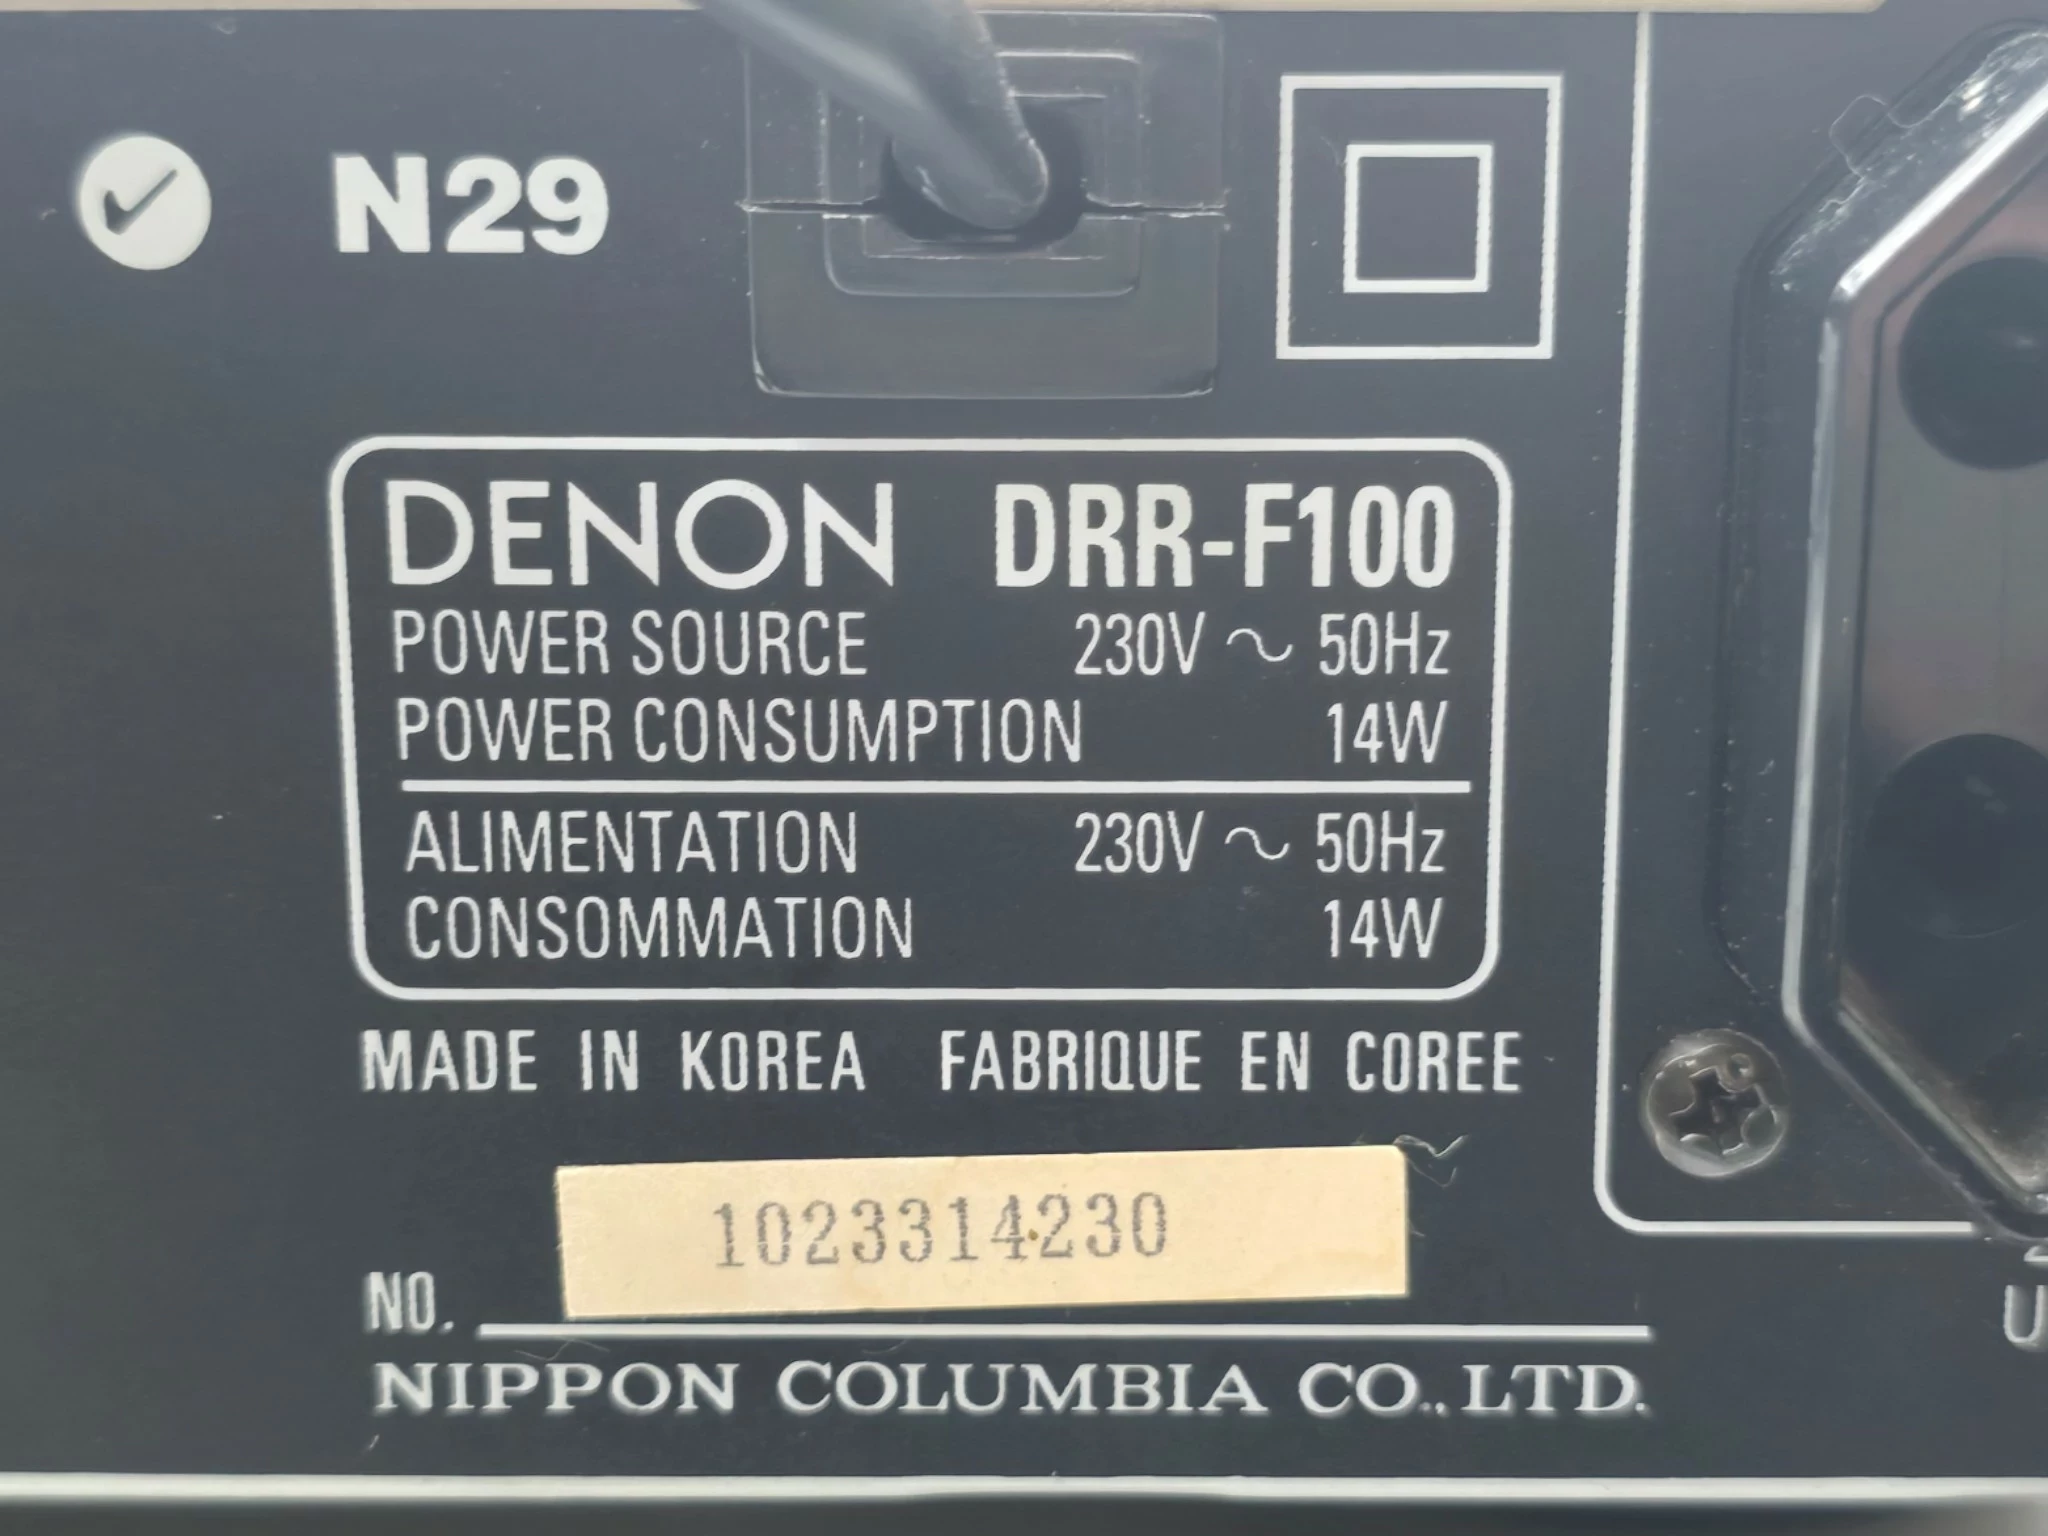 N29
DENON DRR-F100
POWER SOURCE 230V ~ 50Hz
POWER CONSUMPTION 14W
ALIMENTATION 230V ~ 50Hz
CONSOMMATION 14W
MADE IN KOREA FABRIQUE EN COREE
1023314230
NO.
NIPPON COLUMBIA CO., LTD.